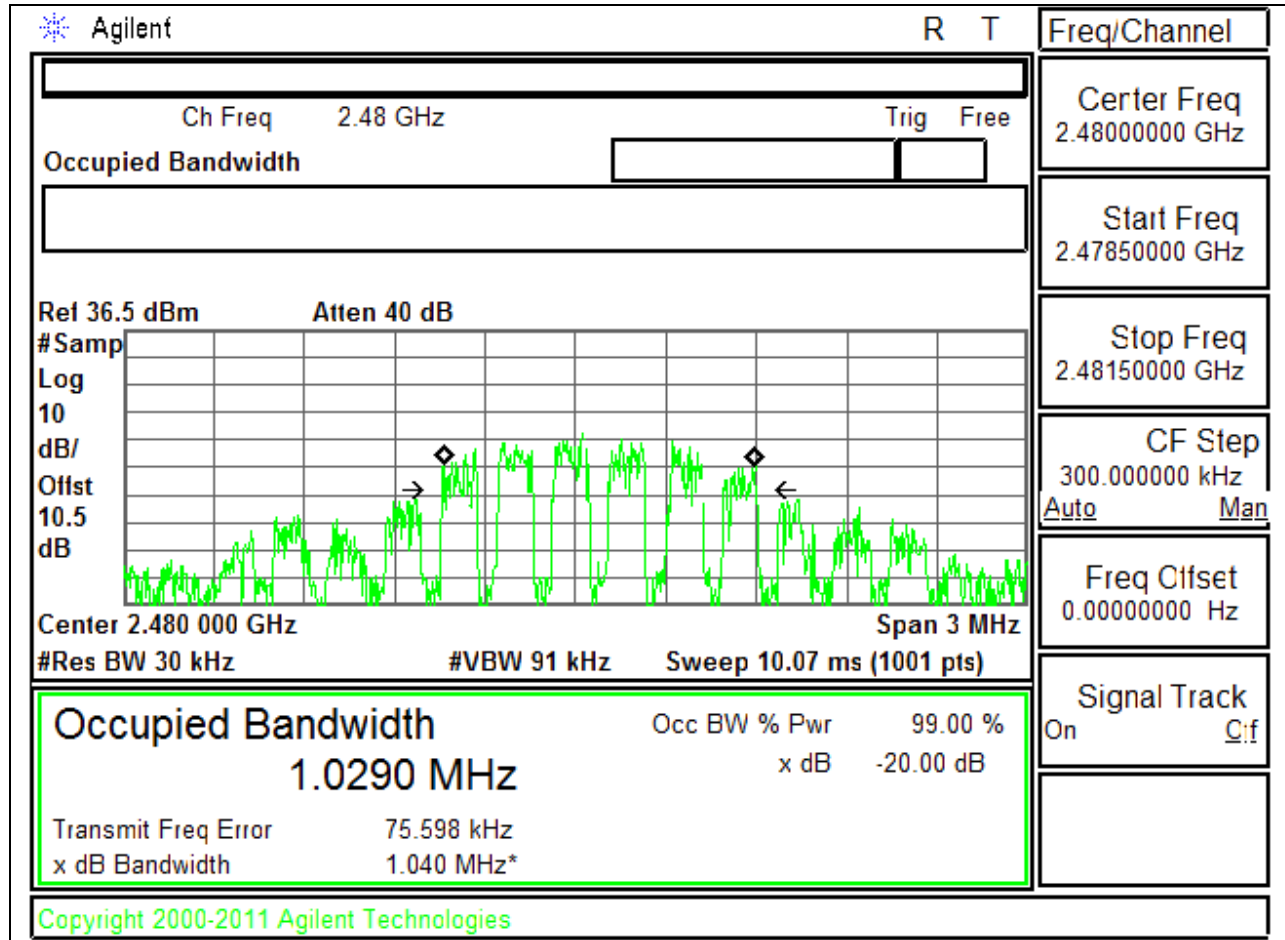 Agilent R T
Freq/Channel
Ch Freq 2.48 GHz Trig Free
Occupied Bandwidth
Center Freq
2.48000000 GHz
Start Freq
2.47850000 GHz
Stop Freq
2.48150000 GHz
CF Step
300.000000 kHz
Auto Man
Freq Offset
0.00000000 Hz
Signal Track
On Off
Ref 36.5 dBm Atten 40 dB
#Samp
Log
10
dB/
Offst
10.5
dB
Center 2.480 000 GHz Span 3 MHz
#Res BW 30 kHz #VBW 91 kHz Sweep 10.07 ms (1001 pts)
Occupied Bandwidth
1.0290 MHz
Occ BW % Pwr 99.00 %
x dB -20.00 dB
Transmit Freq Error 75.598 kHz
x dB Bandwidth 1.040 MHz*
Copyright 2000-2011 Agilent Technologies